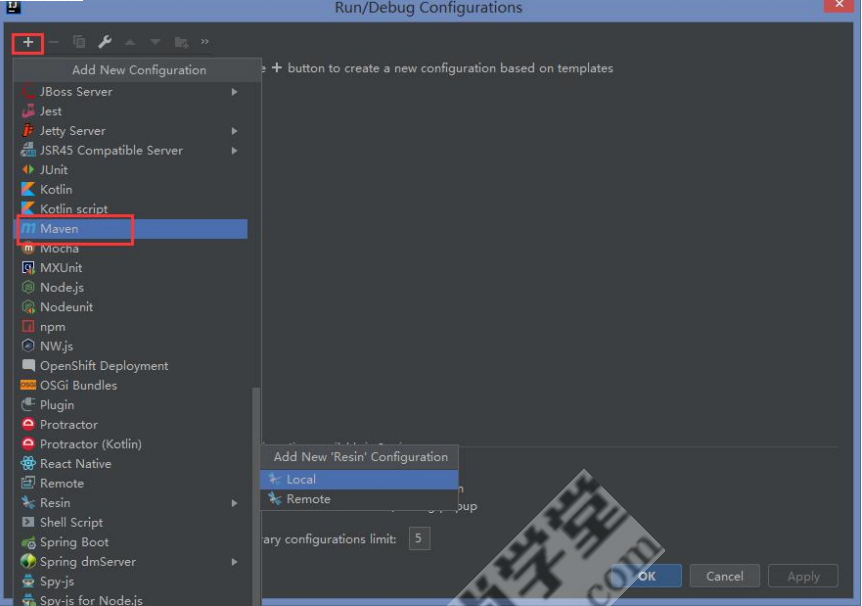 IJ
Run/Debug Configurations
Add New Configuration
+ button to create a new configuration based on templates
JBoss Server
Jest
Jetty Server
JSR45 Compatible Server
JUnit
Kotlin
Kotlin script
Maven
Mocha
MXUnit
Node.js
Nodeunit
npm
NW.js
OpenShift Deployment
OSGi Bundles
Plugin
Protractor
Protractor (Kotlin)
React Native
Remote
Resin
Shell Script
Spring Boot
Spring dmServer
Spy-js
Spy-js for Node.js
Add New 'Resin' Configuration
Local
Remote
ary configurations limit: 5
OK
Cancel
Apply
学堂
.com